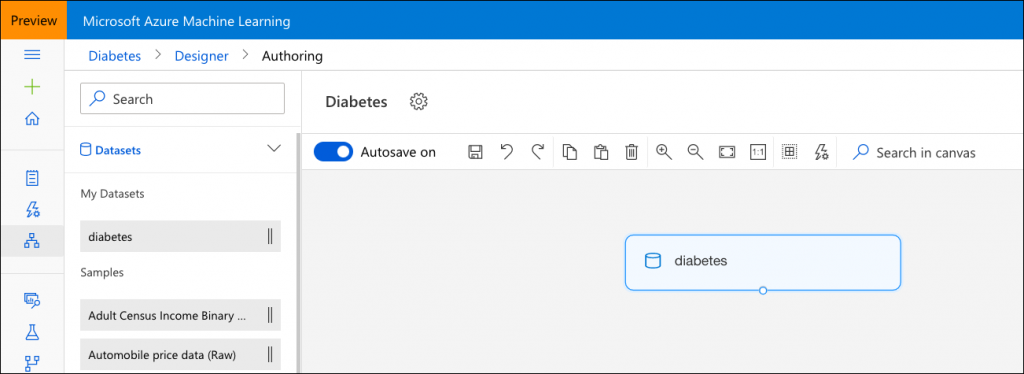 Preview
Microsoft Azure Machine Learning
Diabetes > Designer > Authoring
Search
Datasets
My Datasets
diabetes
Samples
Adult Census Income Binary ...
Automobile price data (Raw)
Diabetes
Autosave on
1:1
Search in canvas
diabetes